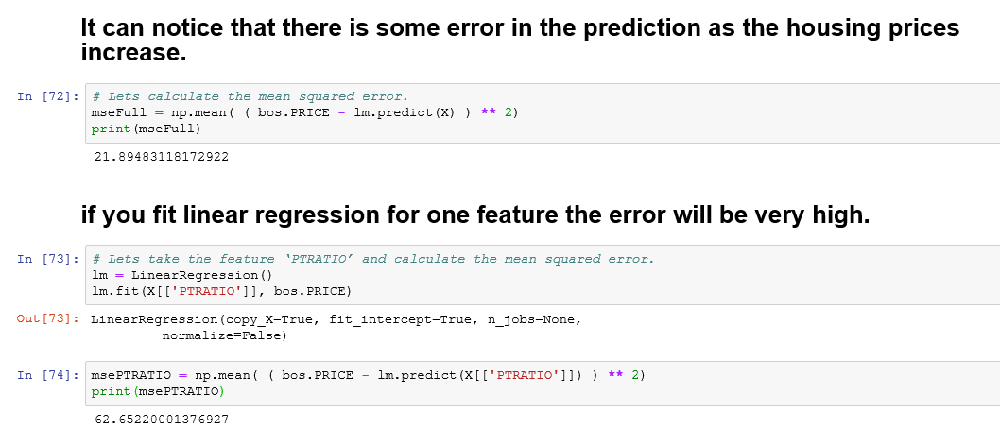 It can notice that there is some error in the prediction as the housing prices
increase.
In [72]: # Lets calculate the mean squared error.
mseFull = np.mean( ( bos.PRICE - lm.predict(X) ) ** 2)
print(mseFull)
21.89483118172922
if you fit linear regression for one feature the error will be very high.
In [73]: # Lets take the feature ‘PTRATIO’ and calculate the mean squared error.
lm = LinearRegression()
lm.fit(X[['PTRATIO']], bos.PRICE)
Out[73]: LinearRegression(copy_X=True, fit_intercept=True, n_jobs=None,
normalize=False)
In [74]: msePTRATIO = np.mean( ( bos.PRICE - lm.predict(X[['PTRATIO']]) ) ** 2)
print(msePTRATIO)
62.65220001376927